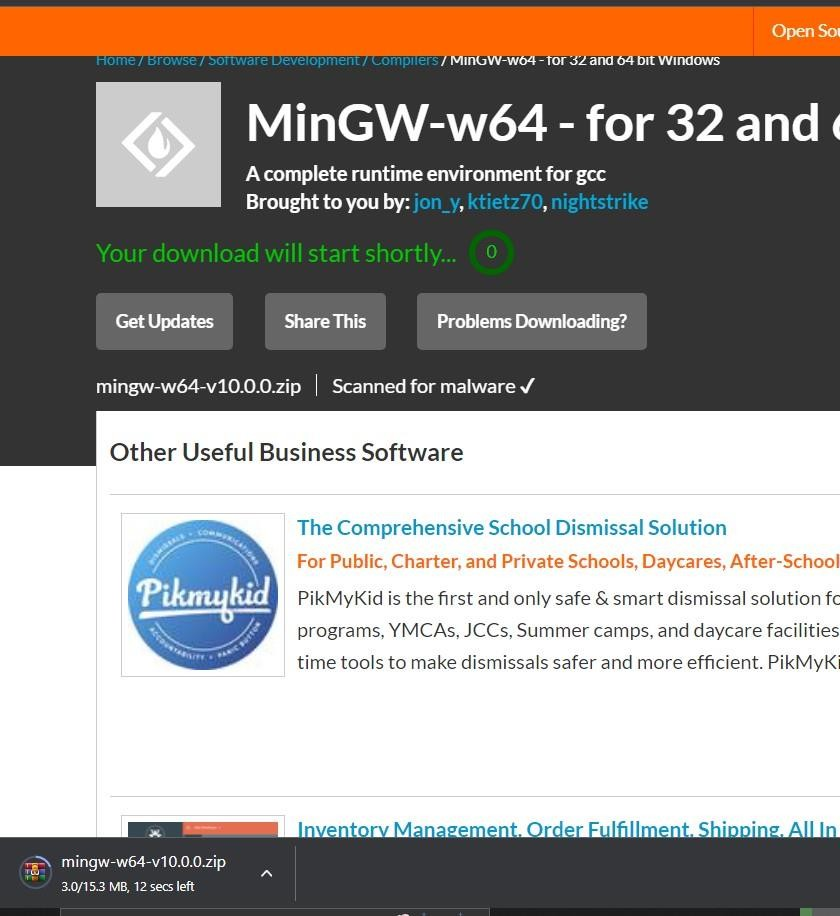 Open Sou
Home / Browse / Software Development / Compilers / MinGW-w64 - for 32 and 64 bit Windows
MinGW-w64 - for 32 and 6
A complete runtime environment for gcc
Brought to you by: jon_y, ktietz70, nightstrike
Your download will start shortly... 0
Get Updates Share This Problems Downloading?
mingw-w64-v10.0.0.zip Scanned for malware ✓
Other Useful Business Software
The Comprehensive School Dismissal Solution
For Public, Charter, and Private Schools, Daycares, After-School
DISMISSALS • COMMUNICATIONS
Pikmykid
ACCOUNTABILITY • PANIC BUTTON
PikMyKid is the first and only safe & smart dismissal solution fo
programs, YMCAs, JCCs, Summer camps, and daycare facilities
time tools to make dismissals safer and more efficient. PikMyKi
Inventory Management, Order Fulfillment, Shipping, All In
mingw-w64-v10.0.0.zip
3.0/15.3 MB, 12 secs left